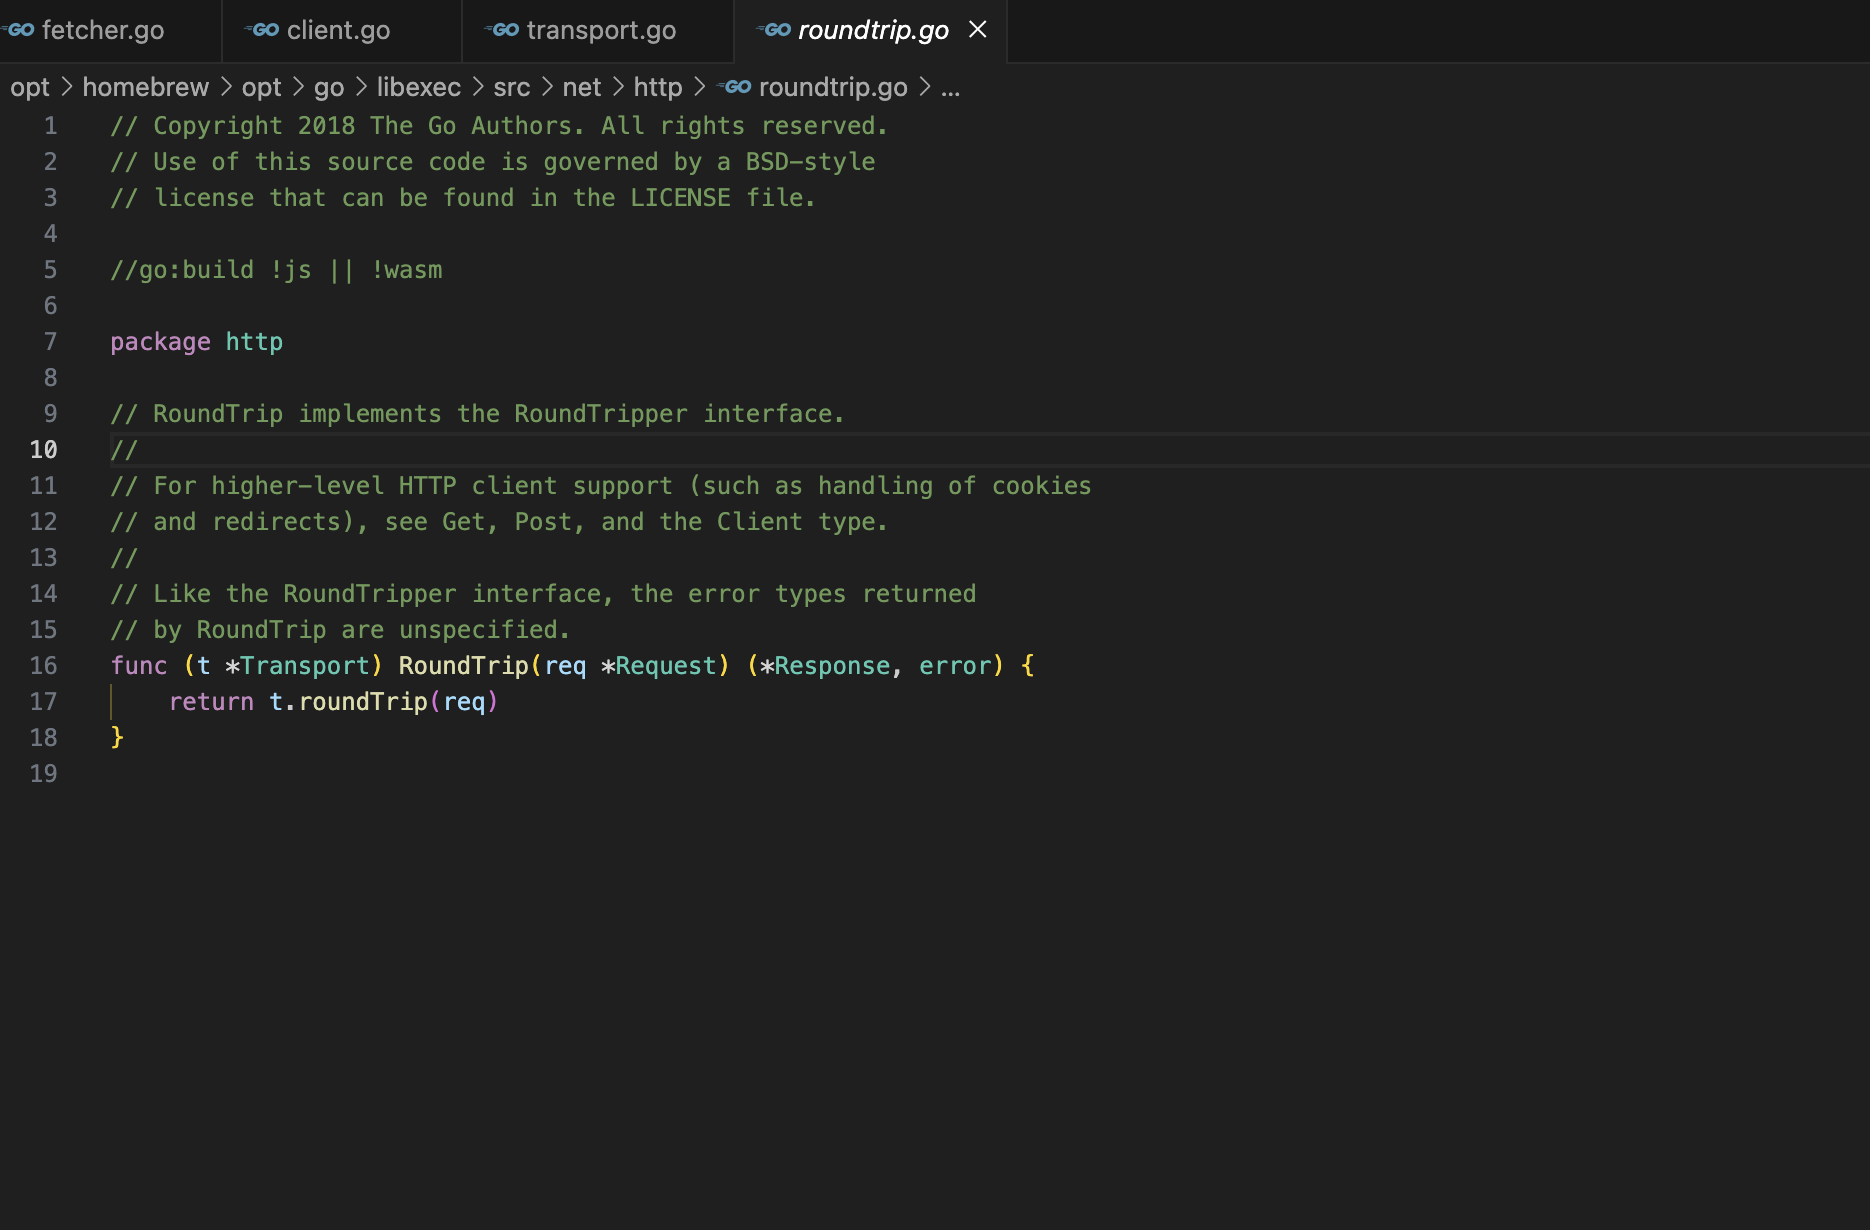 GO fetcher.go GO client.go GO transport.go GO roundtrip.go
opt > homebrew > opt > go > libexec > src > net > http > GO roundtrip.go > ...
1 // Copyright 2018 The Go Authors. All rights reserved.
2 // Use of this source code is governed by a BSD-style
3 // license that can be found in the LICENSE file.
4
5 //go:build !js || !wasm
6
7 package http
8
9 // RoundTrip implements the RoundTripper interface.
10 //
11 // For higher-level HTTP client support (such as handling of cookies
12 // and redirects), see Get, Post, and the Client type.
13 //
14 // Like the RoundTripper interface, the error types returned
15 // by RoundTrip are unspecified.
16 func (t *Transport) RoundTrip(req *Request) (*Response, error) {
17     return t.roundTrip(req)
18 }
19